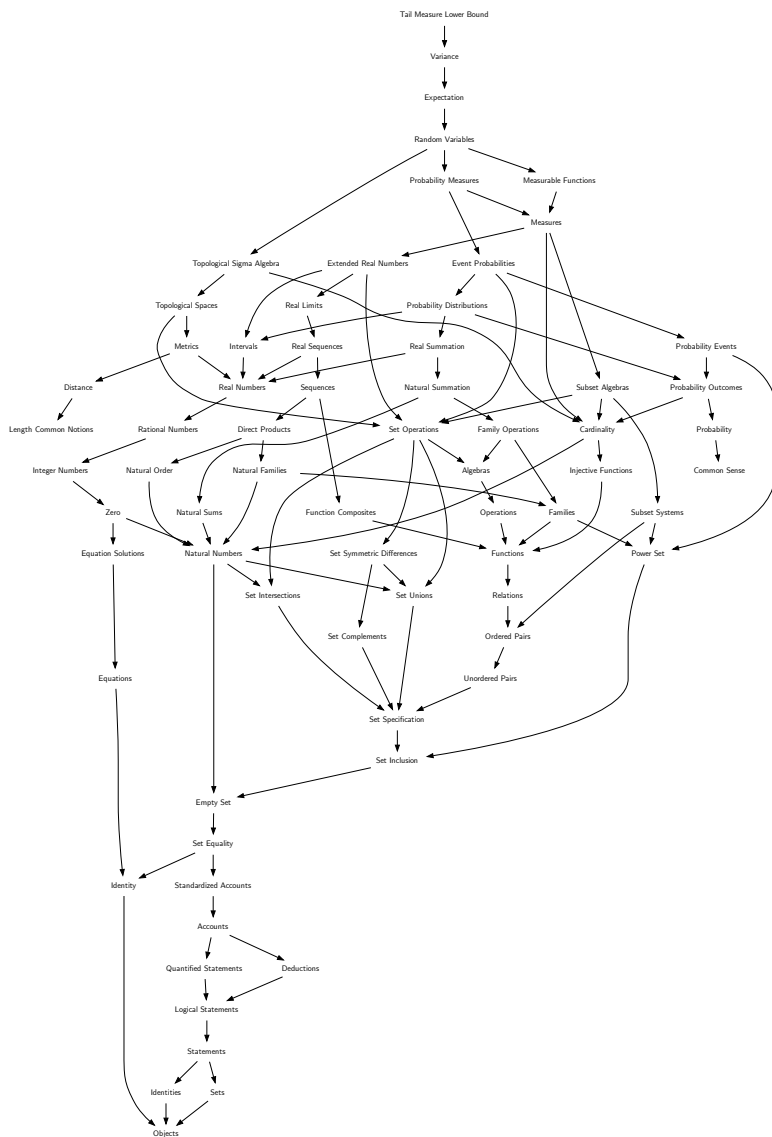 Tail Measure Lower Bound
Variance
Expectation
Random Variables
Probability Measures Measurable Functions
Measures
Topological Sigma Algebra Extended Real Numbers Event Probabilities
Topological Spaces Real Limits Probability Distributions
Metrics Intervals Real Sequences Real Summation Probability Events
Distance Real Numbers Sequences Natural Summation Subset Algebras Probability Outcomes
Length Common Notions Rational Numbers Direct Products Set Operations Family Operations Cardinality Probability
Integer Numbers Natural Order Natural Families Algebras Injective Functions Common Sense
Zero Natural Sums Function Composites Operations Families Subset Systems
Equation Solutions Natural Numbers Set Symmetric Differences Functions Power Set
Set Intersections Set Unions Relations
Set Complements Ordered Pairs
Equations Unordered Pairs
Set Specification
Set Inclusion
Empty Set
Set Equality
Identity Standardized Accounts
Accounts
Quantified Statements Deductions
Logical Statements
Statements
Identities Sets
Objects